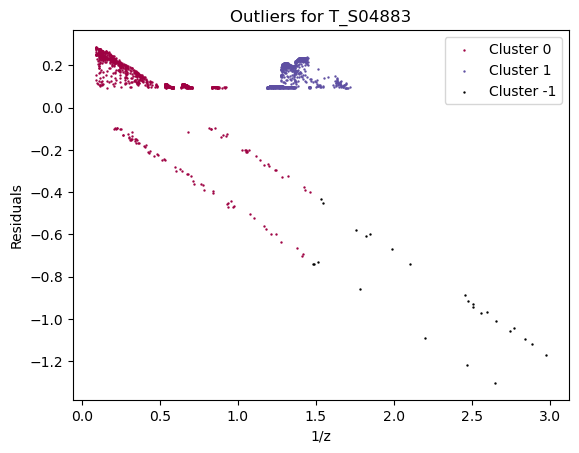 Outliers for T_S04883
Cluster 0
Cluster 1
Cluster -1
Residuals
0.2
0.0
−0.2
−0.4
−0.6
−0.8
−1.0
−1.2
0.0 0.5 1.0 1.5 2.0 2.5 3.0
1/z